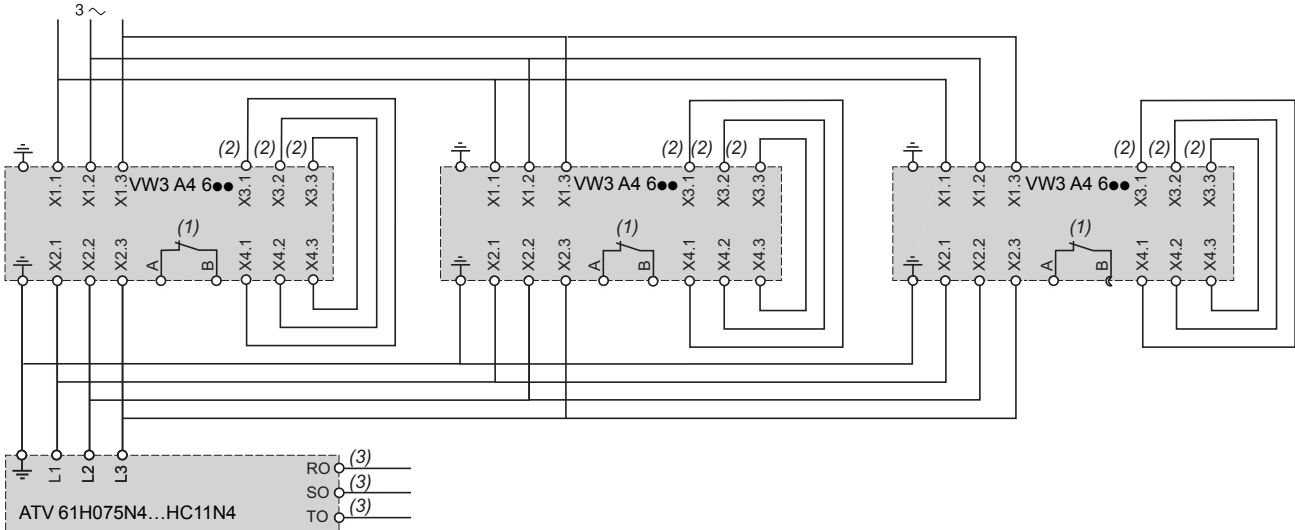 3 ~
(2) (2) (2) (2) (2) (2) (2) (2) (2)
X1.1 X1.2 X1.3 VW3 A4 6●● X3.1 X3.2 X3.3 X1.1 X1.2 X1.3 VW3 A4 6●● X3.1 X3.2 X3.3 X1.1 X1.2 X1.3 VW3 A4 6●● X3.1 X3.2 X3.3
(1) (1) (1)
X2.1 X2.2 X2.3 A B X4.1 X4.2 X4.3 X2.1 X2.2 X2.3 A B X4.1 X4.2 X4.3 X2.1 X2.2 X2.3 A B X4.1 X4.2 X4.3
L1 L2 L3 RO (3)
SO (3)
ATV 61H075N4...HC11N4 TO (3)